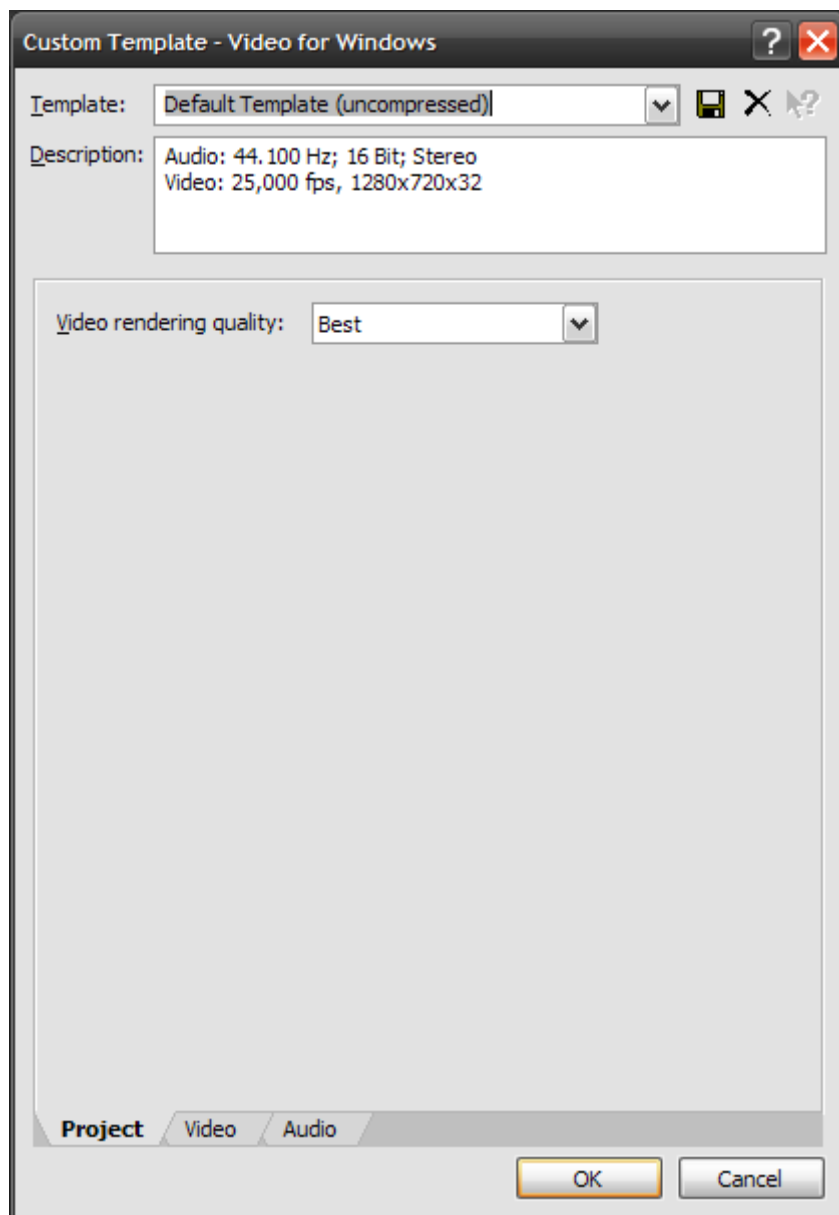 Custom Template - Video for Windows
Template: Default Template (uncompressed)
Description: Audio: 44.100 Hz; 16 Bit; Stereo
Video: 25,000 fps, 1280x720x32
Video rendering quality: Best
Project Video Audio
OK Cancel